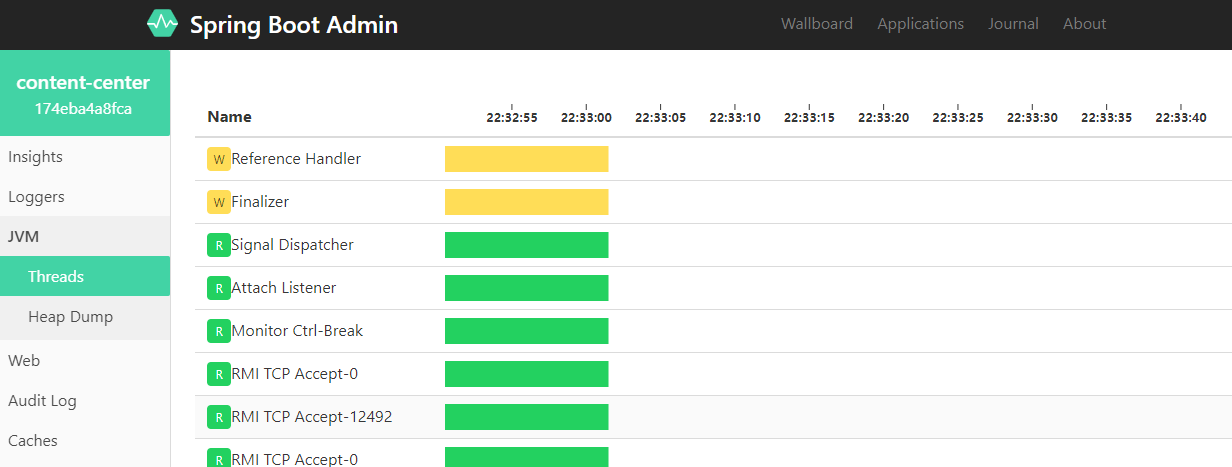 Spring Boot Admin
Wallboard Applications Journal About
content-center
174eba4a8fca
Insights
Loggers
JVM
Threads
Heap Dump
Web
Audit Log
Caches
Name 22:32:55 22:33:00 22:33:05 22:33:10 22:33:15 22:33:20 22:33:25 22:33:30 22:33:35 22:33:40
W Reference Handler
W Finalizer
R Signal Dispatcher
R Attach Listener
R Monitor Ctrl-Break
R RMI TCP Accept-0
R RMI TCP Accept-12492
R RMI TCP Accept-0